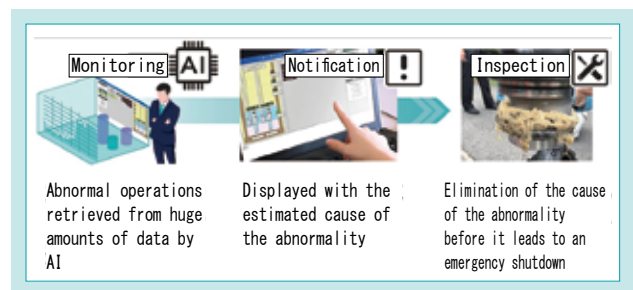 Monitoring
AI
Notification
!
Inspection
Abnormal operations
retrieved from huge
amounts of data by
AI
Displayed with the
estimated cause of
the abnormality
Elimination of the cause
of the abnormality
before it leads to an
emergency shutdown